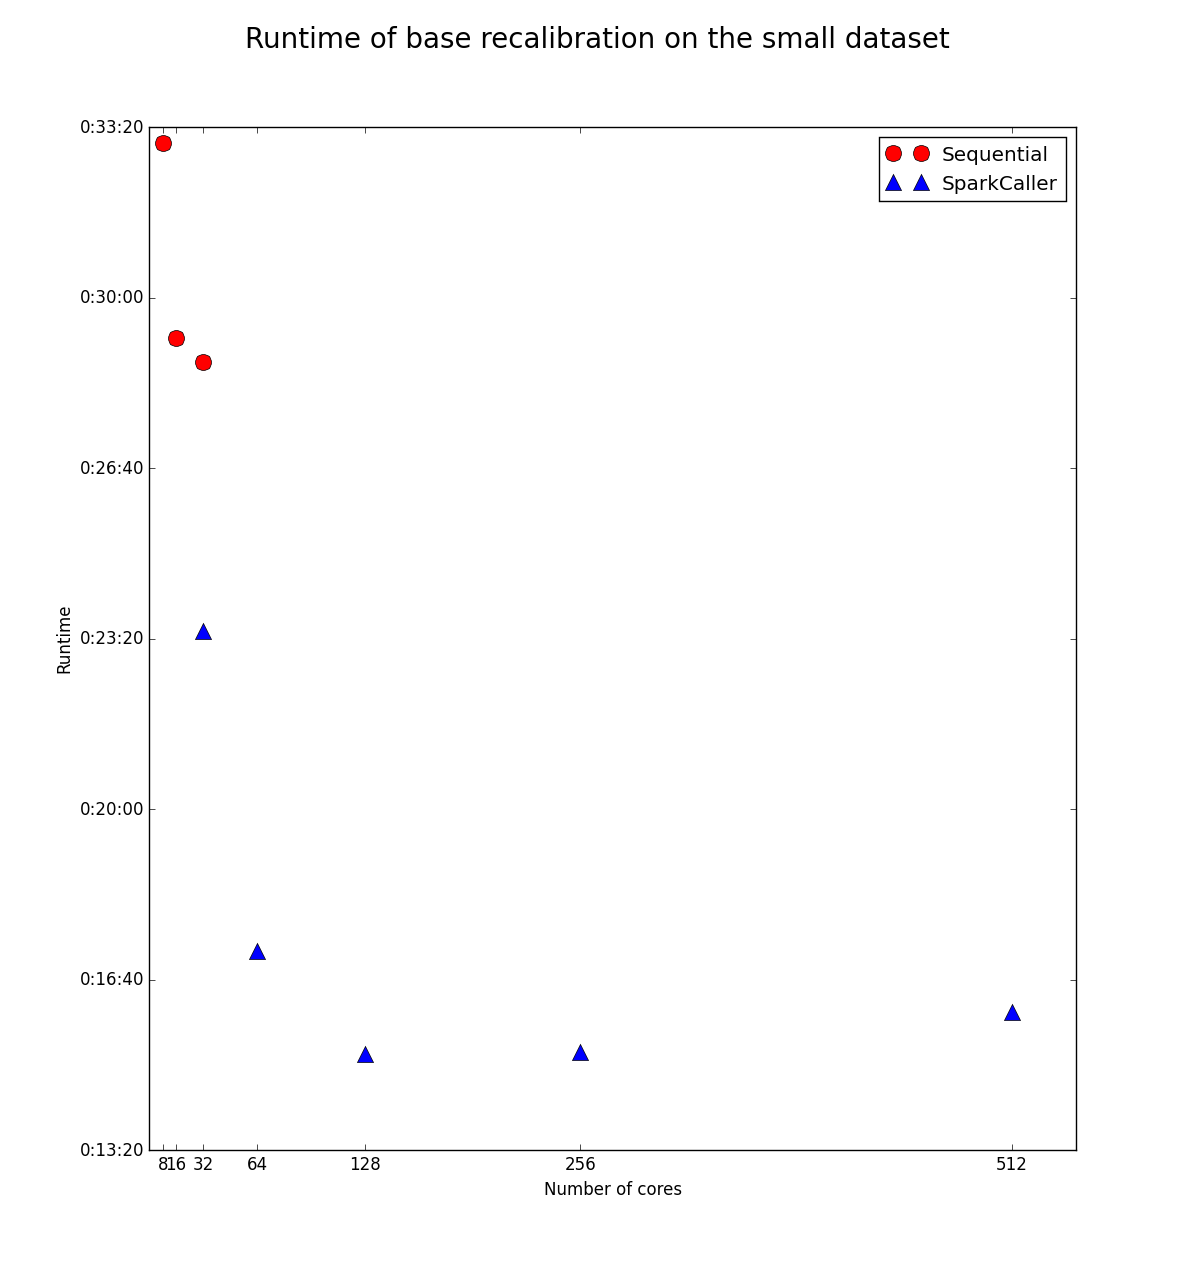 Runtime of base recalibration on the small dataset
0:33:20
Sequential
SparkCaller
0:30:00
0:26:40
0:23:20
Runtime
0:20:00
0:16:40
0:13:20
8 16 32 64 128 256 512
Number of cores